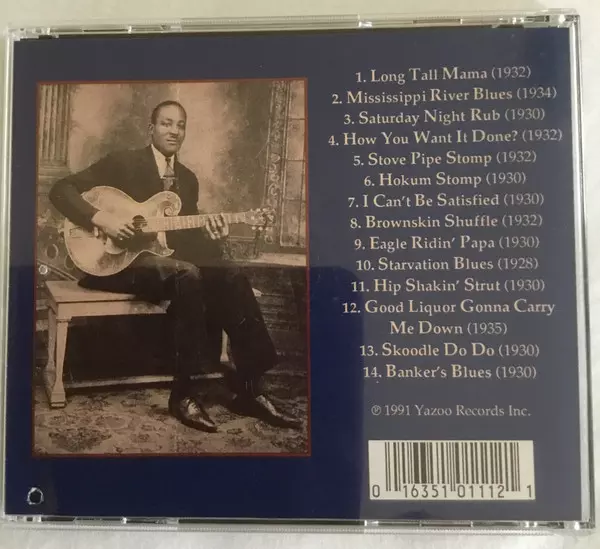 1. Long Tall Mama (1932)
2. Mississippi River Blues (1934)
3. Saturday Night Rub (1930)
4. How You Want It Done? (1932)
5. Stove Pipe Stomp (1932)
6. Hokum Stomp (1930)
7. I Can't Be Satisfied (1930)
8. Brownskin Shuffle (1932)
9. Eagle Ridin' Papa (1930)
10. Starvation Blues (1928)
11. Hip Shakin' Strut (1930)
12. Good Liquor Gonna Carry
Me Down (1935)
13. Skoodle Do Do (1930)
14. Banker's Blues (1930)
℗ 1991 Yazoo Records Inc.
0 16351 01112 1